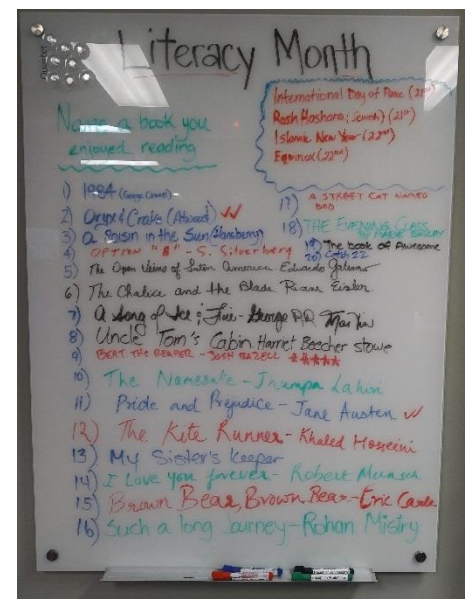 Literacy Month
International Day of Peace (21st)
Rosh Hashana; Jewish) (21st)
Islamic New Year (22nd)
Equinox (22nd)
Name a book you
enjoyed reading
1) 1984 (George Orwell)
2) Oryx & Crake (Atwood) ✓✓
3) a Raisin in the Sun (Hansberry)
4) OPTION "B" - S. Silverberg
5) The Open Veins of Latin America Eduardo Galeano
6) The Chalice and the Blade Riane Eisler
7) A Song of Ice & Fire - George RR Martin
8) Uncle Tom's Cabin Harriet Beecher Stowe
9) BEAT THE REAPER - JOSH BAZELL *****
10) The Namesake - Jhumpa Lahiri
11) Pride and Prejudice - Jane Austen ✓✓
12) The Kite Runner - Khaled Hosseini
13) My Sister's keeper
14) I Love you forever - Robert Munsch
15) Brown Bear, Brown Bear - Eric Carle
16) Such a long Journey - Rohan Mistry
17) A STREET CAT NAMED
BOB
18) THE EVENING CLASS
BY MAEVE BINCHY
19) The book of Awesome
20) Catch 22